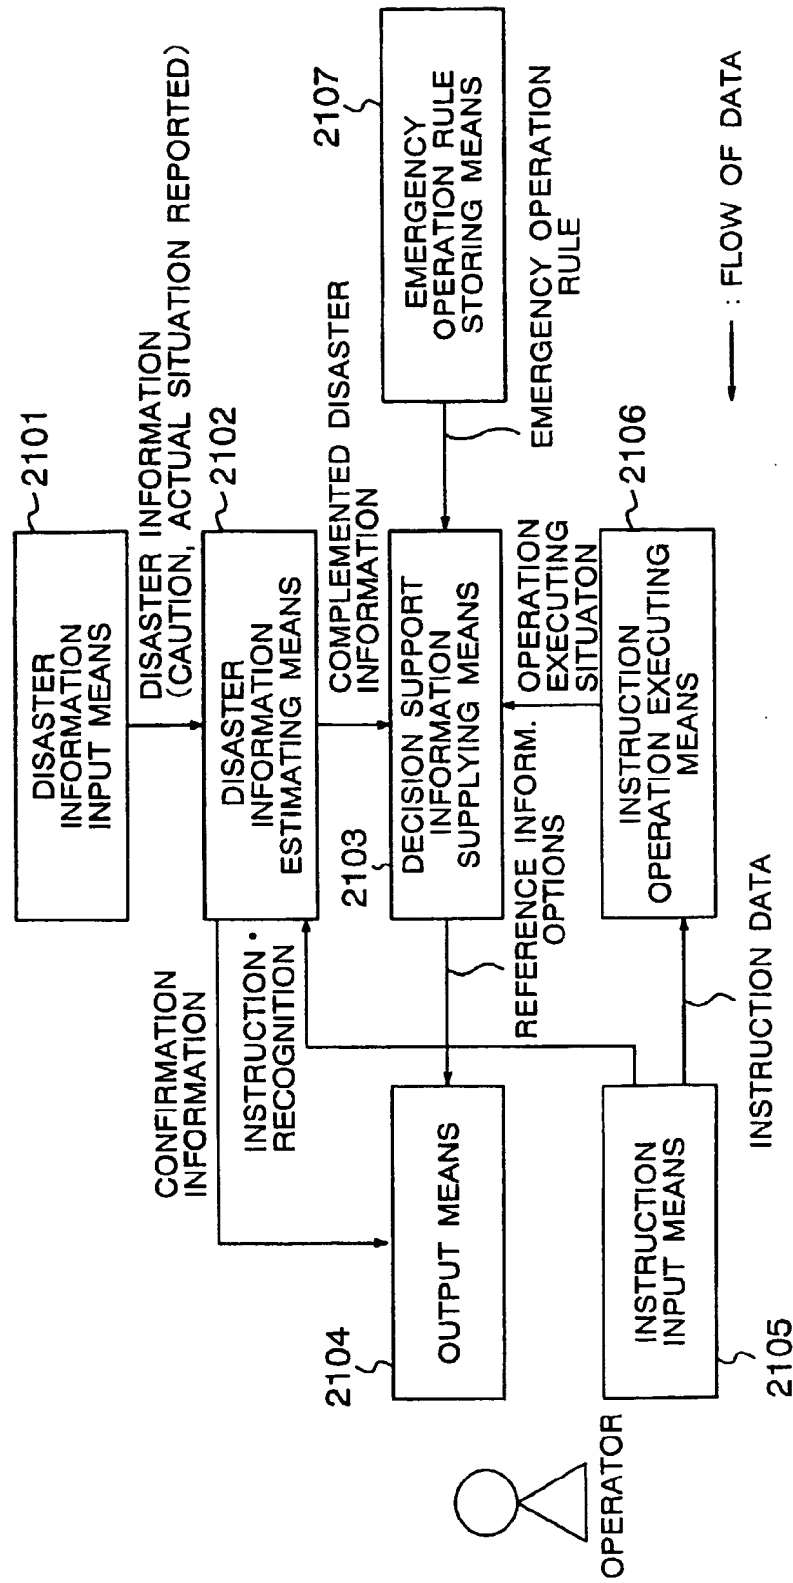 2101
DISASTER
INFORMATION
INPUT MEANS
DISASTER INFORMATION
(CAUTION, ACTUAL SITUATION REPORTED)
2102
DISASTER
INFORMATION
ESTIMATING MEANS
CONFIRMATION
INFORMATION
INSTRUCTION •
RECOGNITION
COMPLEMENTED DISASTER
INFORMATION
2107
EMERGENCY
OPERATION RULE
STORING MEANS
EMERGENCY OPERATION
RULE
2103
DECISION SUPPORT
INFORMATION
SUPPLYING MEANS
2104
OUTPUT MEANS
REFERENCE INFORM.
OPTIONS
OPERATION
EXECUTING
SITUATON
2106
INSTRUCTION
OPERATION EXECUTING
MEANS
INSTRUCTION
INPUT MEANS
2105
INSTRUCTION DATA
OPERATOR
: FLOW OF DATA